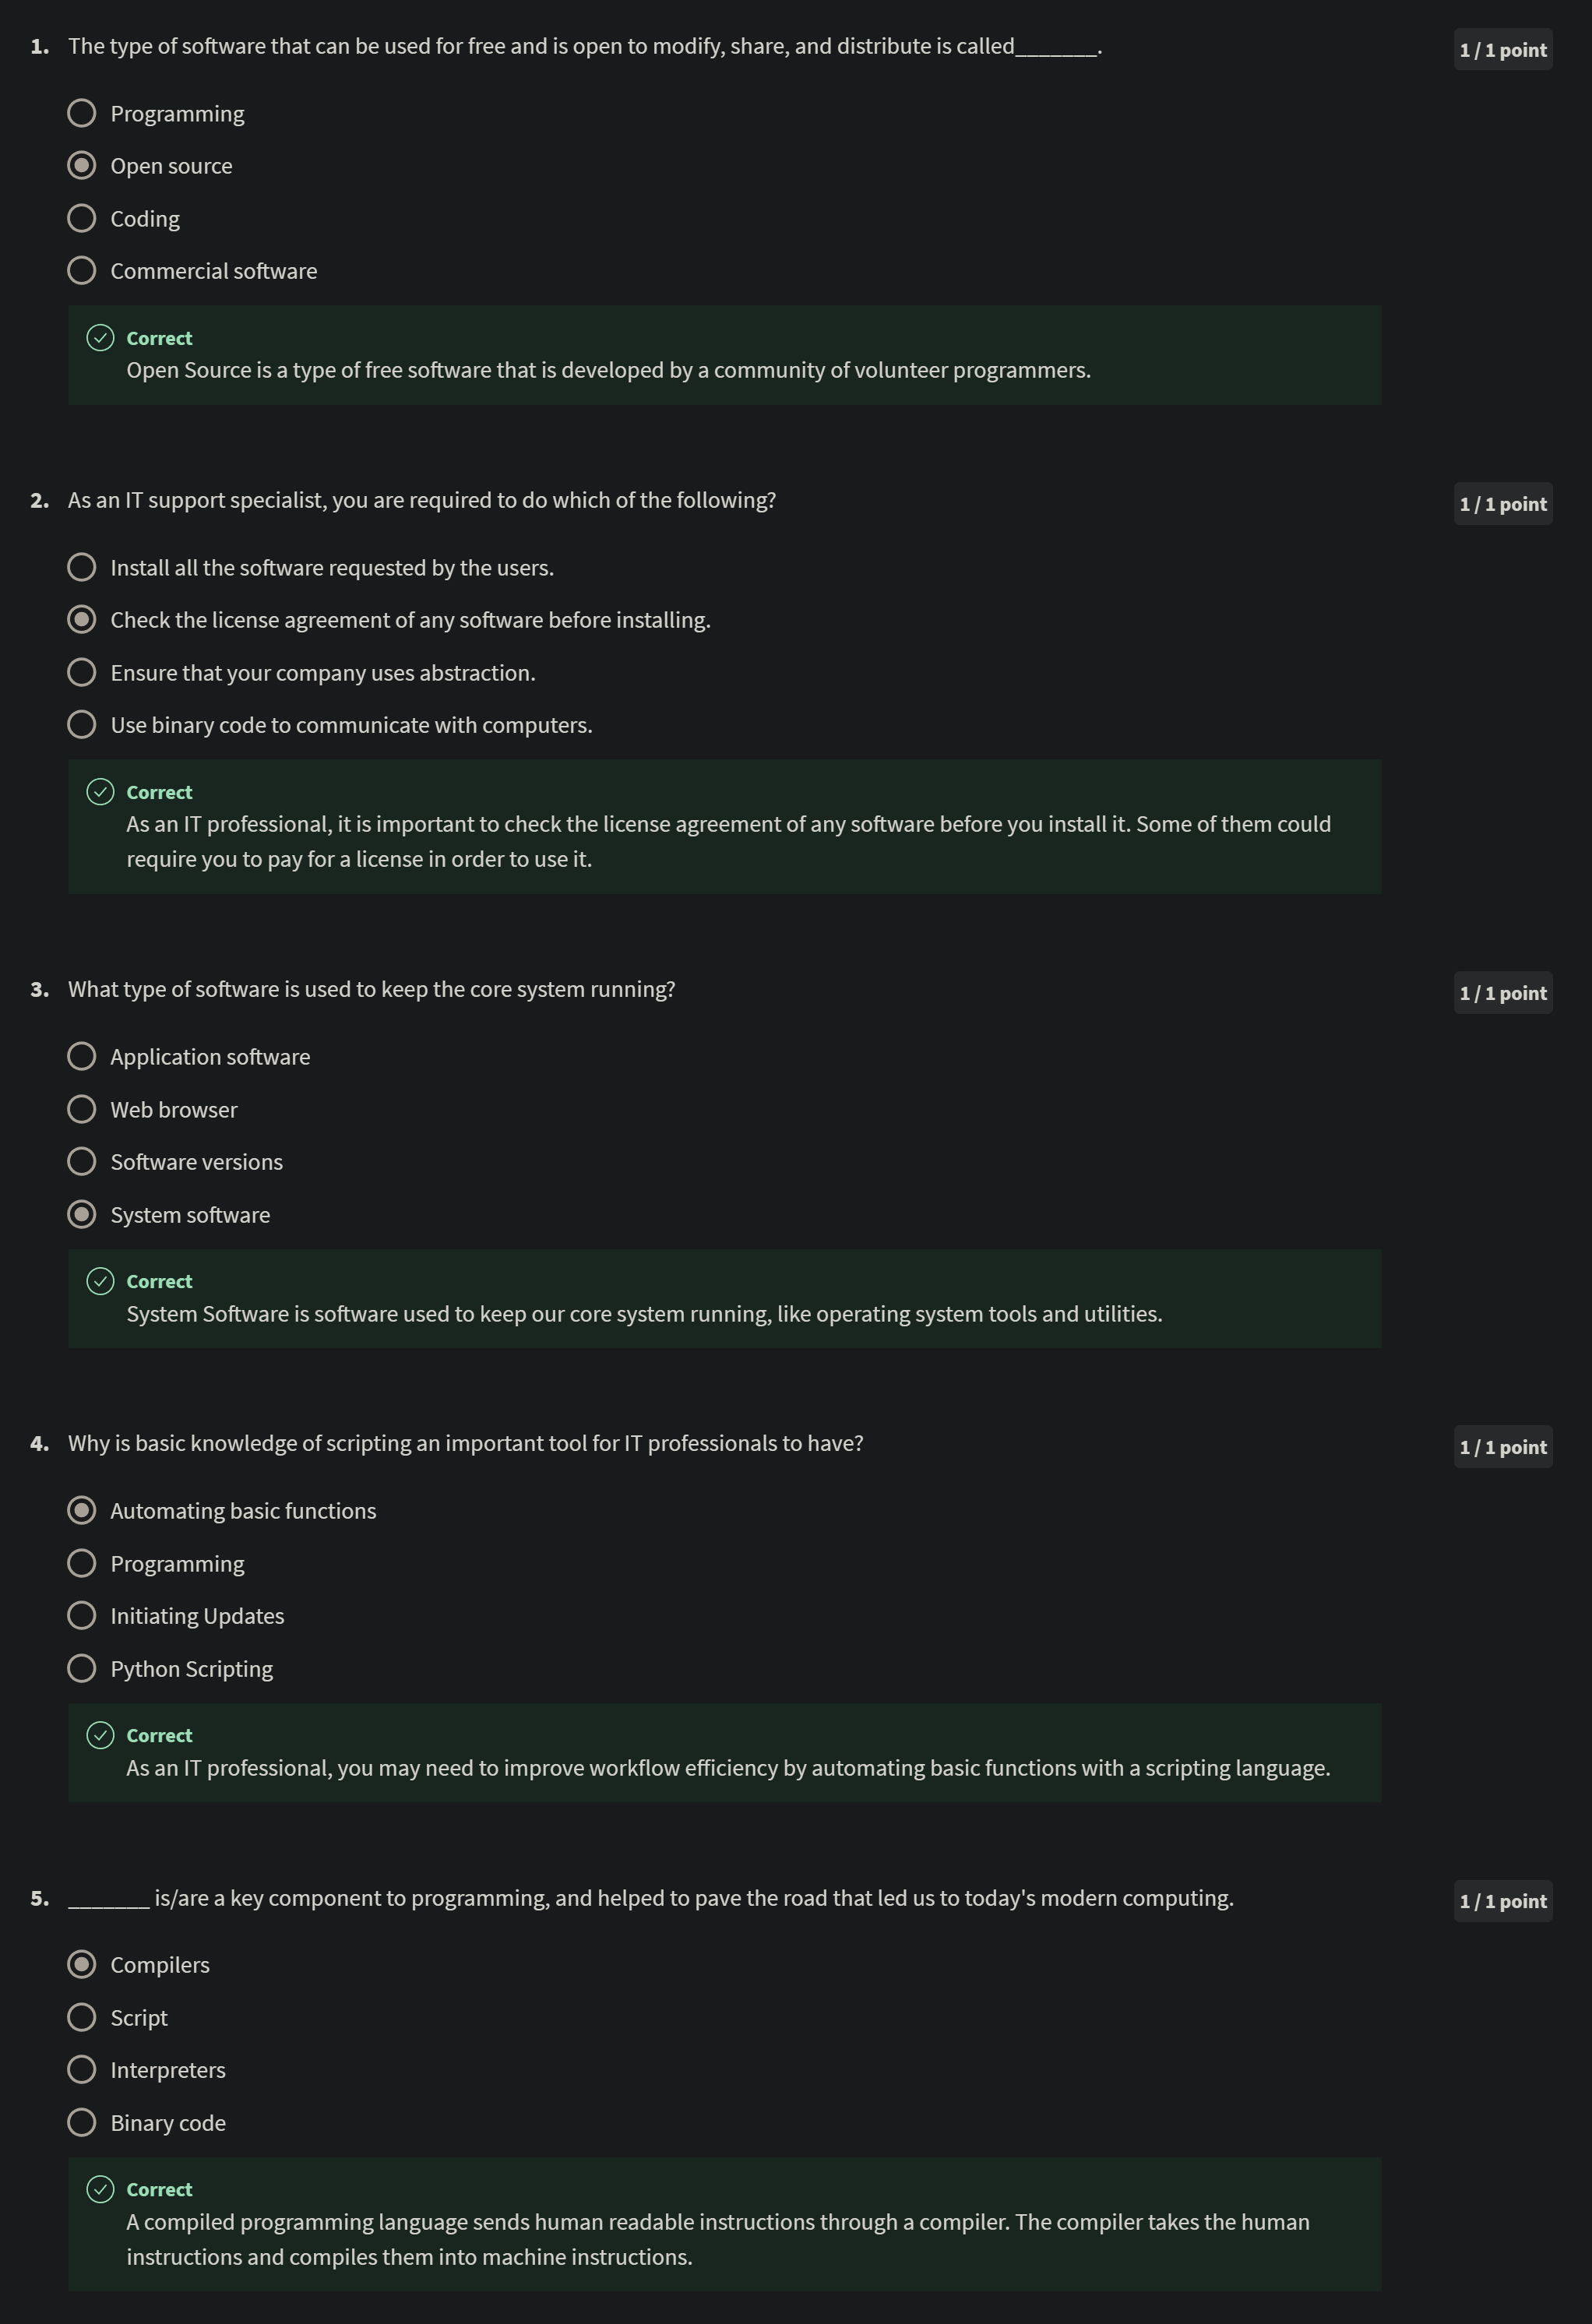 1. The type of software that can be used for free and is open to modify, share, and distribute is called_______.
1 / 1 point
Programming
Open source
Coding
Commercial software
Correct
Open Source is a type of free software that is developed by a community of volunteer programmers.
2. As an IT support specialist, you are required to do which of the following?
1 / 1 point
Install all the software requested by the users.
Check the license agreement of any software before installing.
Ensure that your company uses abstraction.
Use binary code to communicate with computers.
Correct
As an IT professional, it is important to check the license agreement of any software before you install it. Some of them could
require you to pay for a license in order to use it.
3. What type of software is used to keep the core system running?
1 / 1 point
Application software
Web browser
Software versions
System software
Correct
System Software is software used to keep our core system running, like operating system tools and utilities.
4. Why is basic knowledge of scripting an important tool for IT professionals to have?
1 / 1 point
Automating basic functions
Programming
Initiating Updates
Python Scripting
Correct
As an IT professional, you may need to improve workflow efficiency by automating basic functions with a scripting language.
5. _______ is/are a key component to programming, and helped to pave the road that led us to today's modern computing.
1 / 1 point
Compilers
Script
Interpreters
Binary code
Correct
A compiled programming language sends human readable instructions through a compiler. The compiler takes the human
instructions and compiles them into machine instructions.